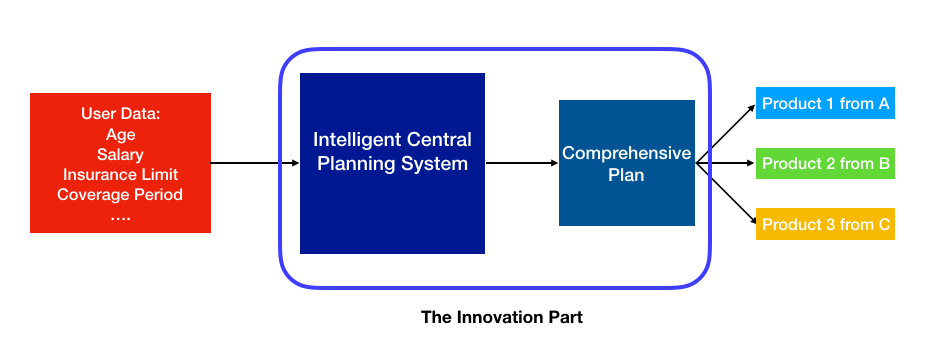 User Data:
Age
Salary
Insurance Limit
Coverage Period
....
Intelligent Central
Planning System
Comprehensive
Plan
Product 1 from A
Product 2 from B
Product 3 from C
The Innovation Part